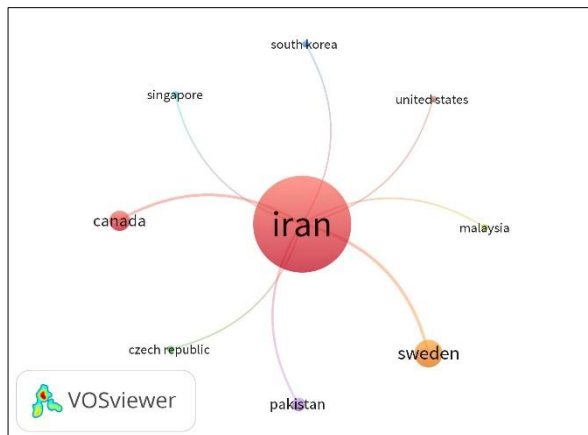 south korea
singapore
united states
canada
iran
malaysia
czech republic
sweden
pakistan
VOSviewer